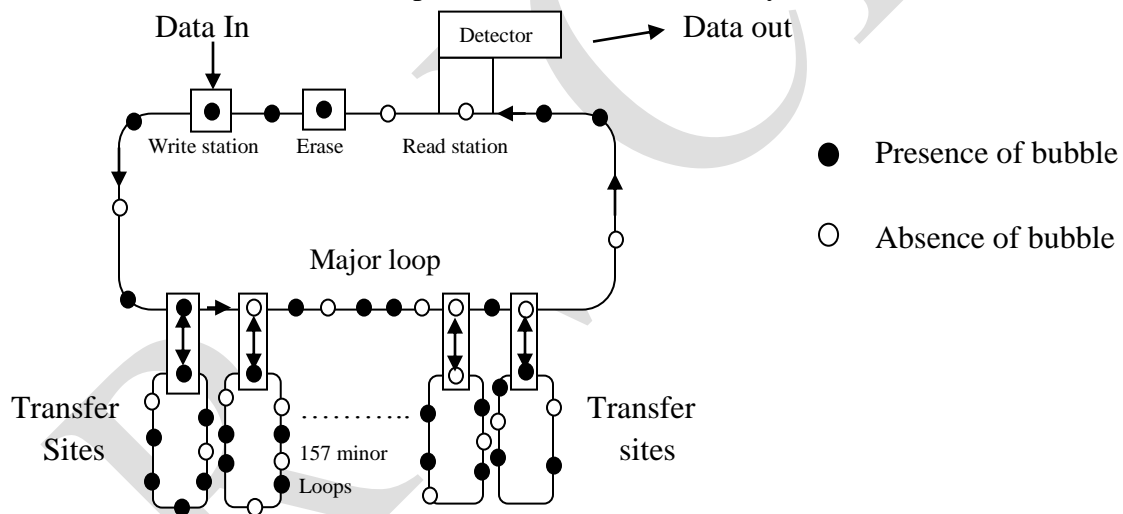 Data In
Detector
Data out
Write station
Erase
Read station
Presence of bubble
Absence of bubble
Major loop
Transfer
Sites
...........
157 minor
Loops
Transfer
sites